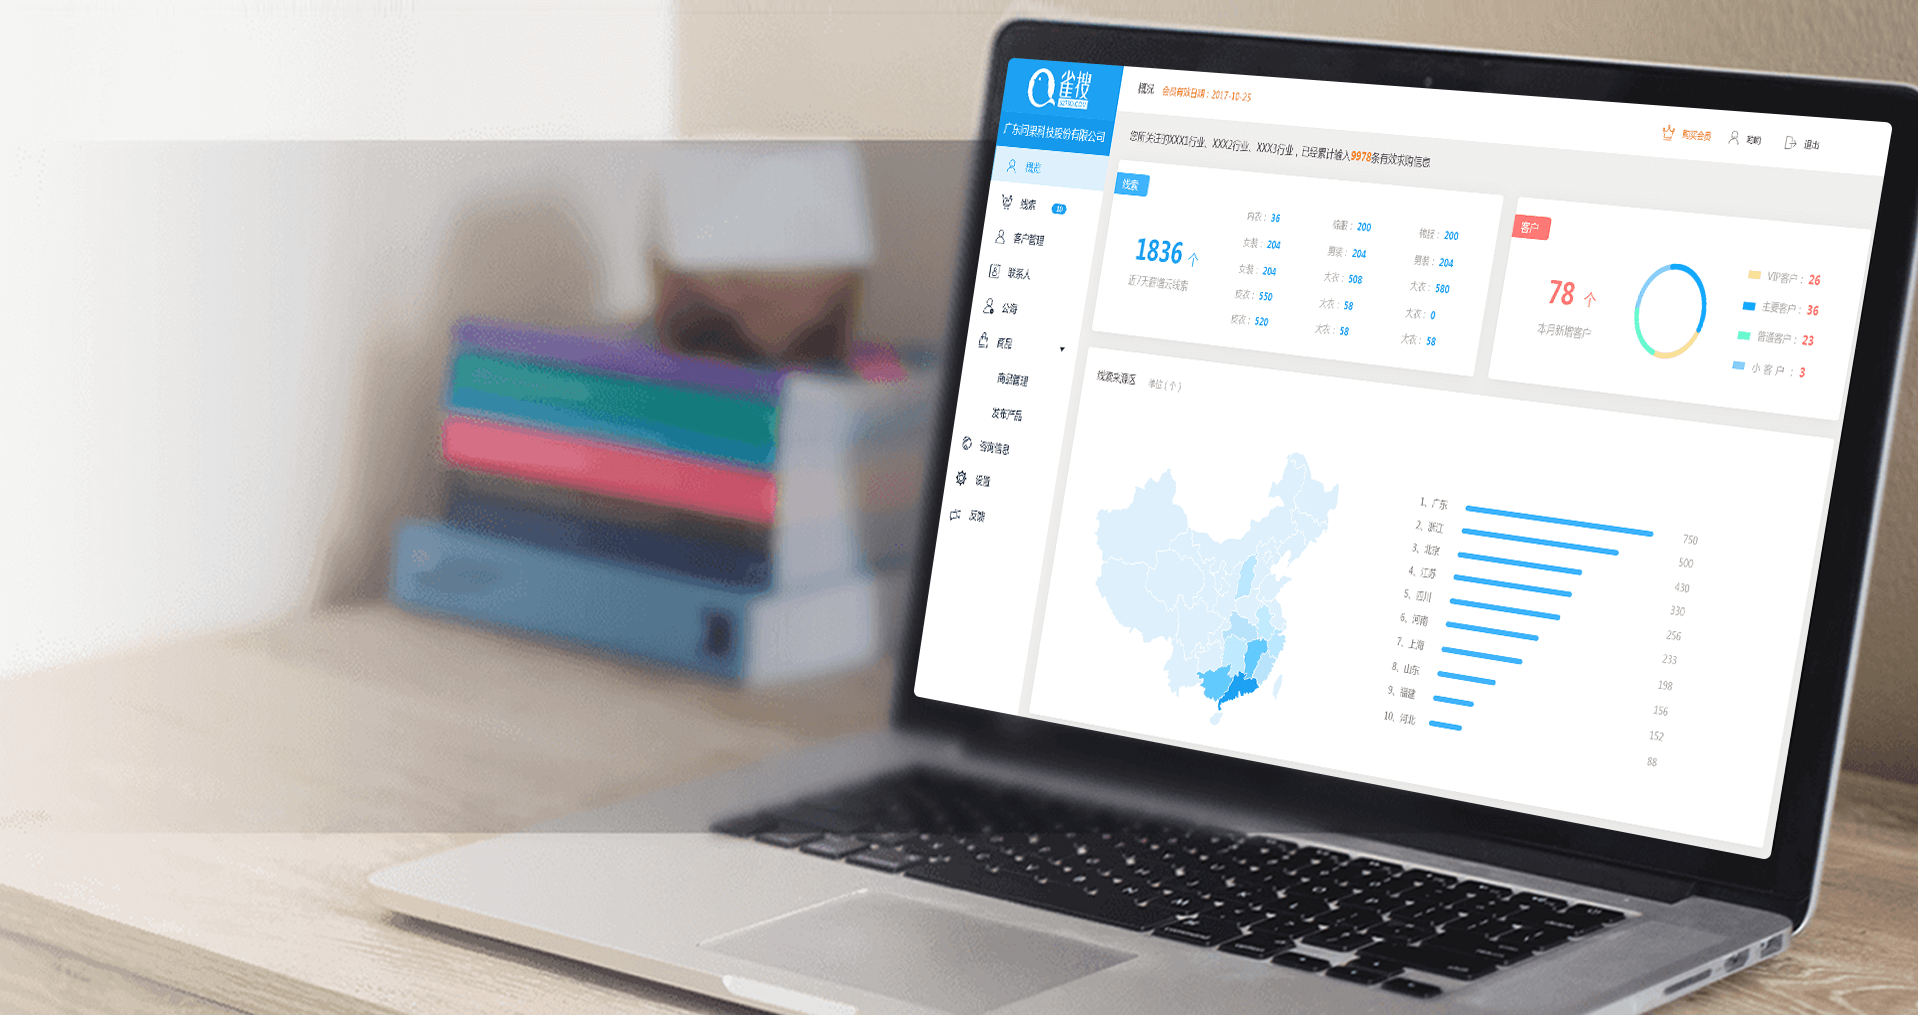 雀搜
广东问果科技股份有限公司
概况 会员有效日期：2017-10-25
购买会员 我的 退出
您所关注的XXX1行业、XXX2行业、XXX3行业，已经累计输入9978条有效求购信息
概览
线索 10
客户管理
联系人
公海
商品
商品管理
发布产品
咨询信息
设置
反馈
线索
1836 个
近7天新增云线索
内衣：36
女装：204
女装：204
皮衣：550
皮衣：520
200
男装：204
大衣：508
大衣：58
大衣：58
200
男装：204
大衣：580
大衣：0
大衣：58
客户
78 个
本月新增客户
VIP客户：26
主要客户：36
普通客户：23
小客户：3
线索来源区 单位（个）
1、广东 750
2、浙江 500
3、北京 430
4、江苏 330
5、四川 256
6、河南 233
7、上海 198
8、山东 156
9、福建 152
10、河北 88